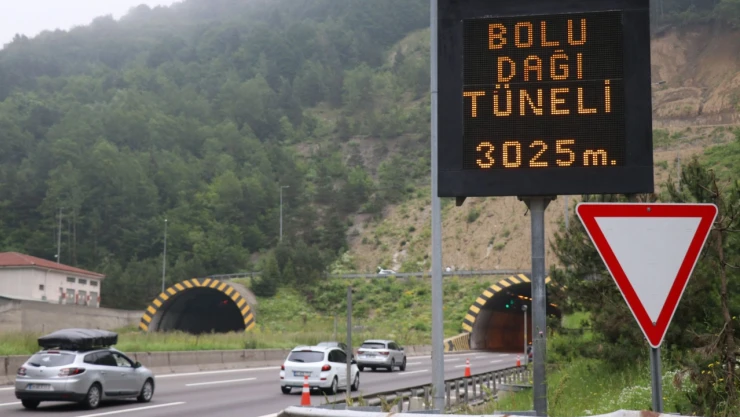 BOLU
DAĞI
TÜNELİ
3025 m.